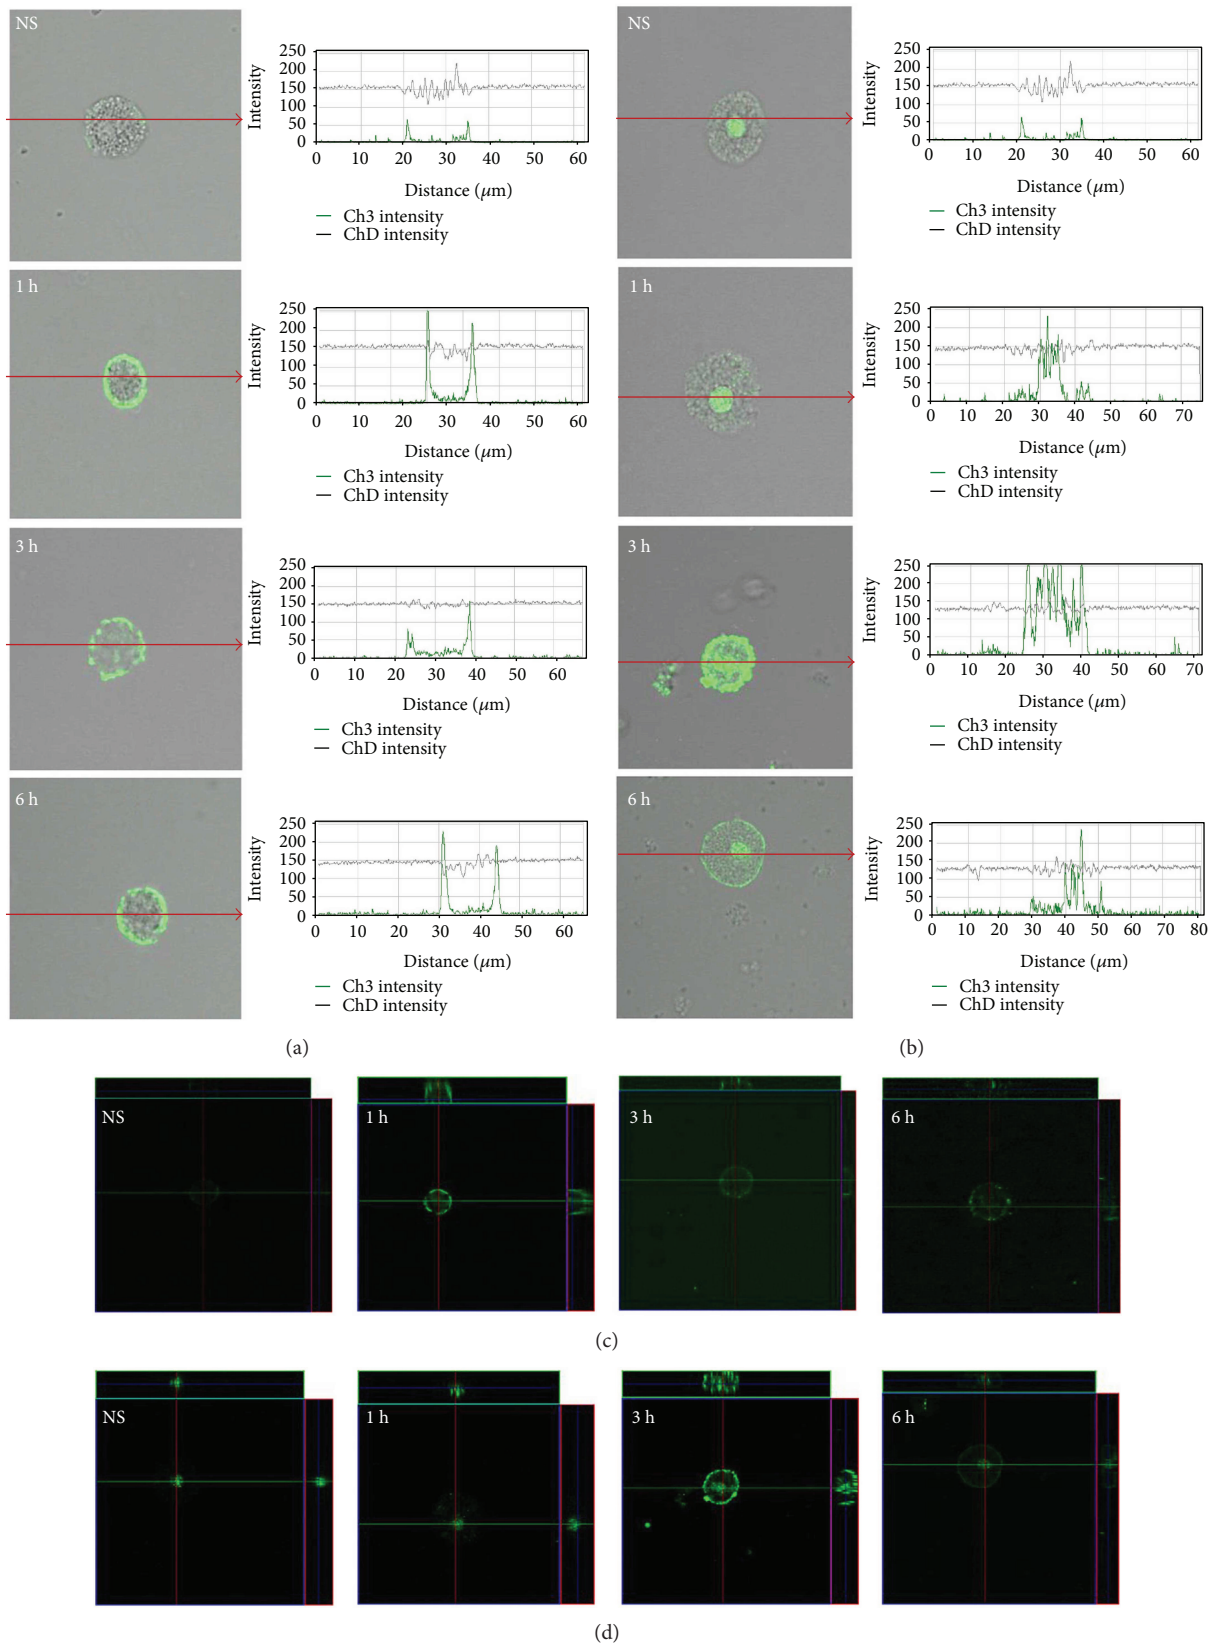 NS
250
200
150
100
50
0
Intensity
0 10 20 30 40 50 60
Distance (μm)
Ch3 intensity
ChD intensity
1 h
250
200
150
100
50
0
Intensity
0 10 20 30 40 50 60
Distance (μm)
Ch3 intensity
ChD intensity
3 h
250
200
150
100
50
0
Intensity
0 10 20 30 40 50 60
Distance (μm)
Ch3 intensity
ChD intensity
6 h
250
200
150
100
50
0
Intensity
0 10 20 30 40 50 60
Distance (μm)
Ch3 intensity
ChD intensity
(a)
NS
250
200
150
100
50
0
Intensity
0 10 20 30 40 50 60
Distance (μm)
Ch3 intensity
ChD intensity
1 h
250
200
150
100
50
0
Intensity
0 10 20 30 40 50 60 70
Distance (μm)
Ch3 intensity
ChD intensity
3 h
250
200
150
100
50
0
Intensity
0 10 20 30 40 50 60 70
Distance (μm)
Ch3 intensity
ChD intensity
6 h
250
200
150
100
50
0
Intensity
0 10 20 30 40 50 60 70 80
Distance (μm)
Ch3 intensity
ChD intensity
(b)
NS
1 h
3 h
6 h
(c)
NS
1 h
3 h
6 h
(d)